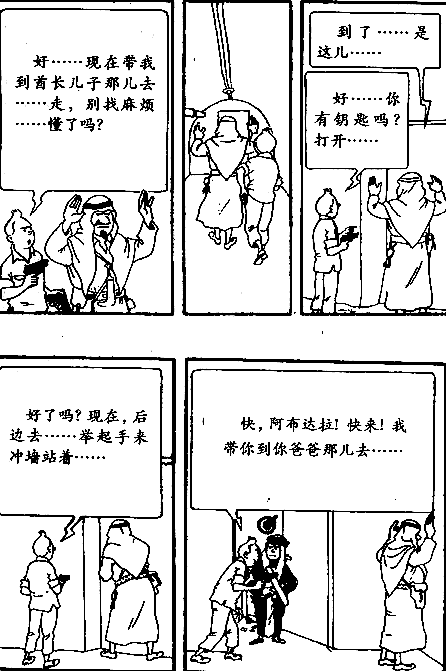 好……现在带我
到酋长儿子那儿去
……走，别找麻烦
……懂了吗？
到了……是
这儿……
好……你
有钥匙吗？
打开……
好了吗？现在，后
边去……举起手来
冲墙站着……
快，阿布达拉！快来！我
带你到你爸爸那儿去……